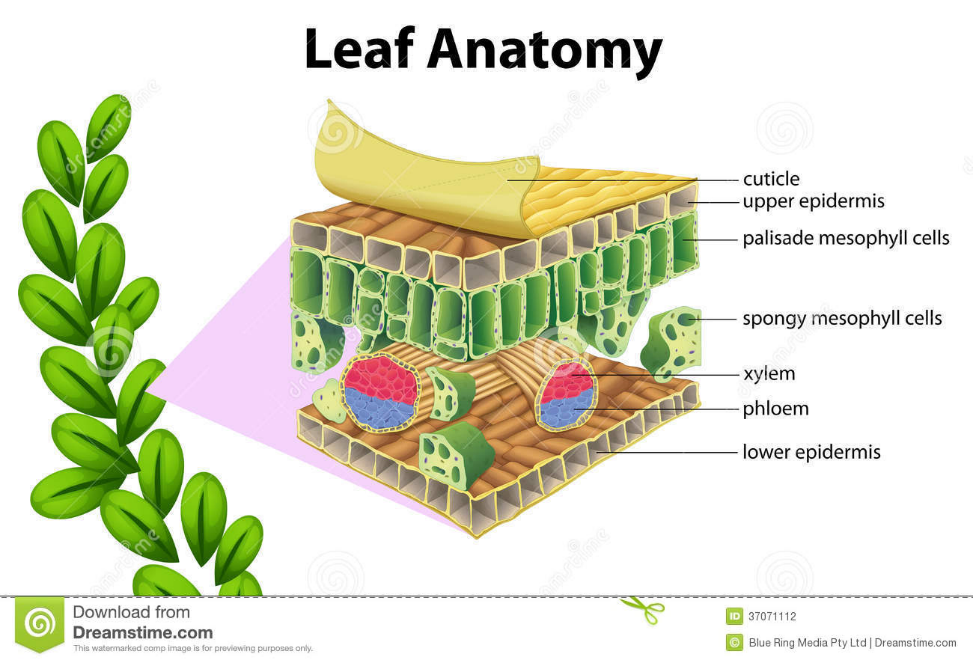 Leaf Anatomy
cuticle
upper epidermis
palisade mesophyll cells
spongy mesophyll cells
xylem
phloem
lower epidermis
dreamstime
Download from
Dreamstime.com
This watermarked comp image is for previewing purposes only.
ID 37071112
© Blue Ring Media Pty Ltd | Dreamstime.com